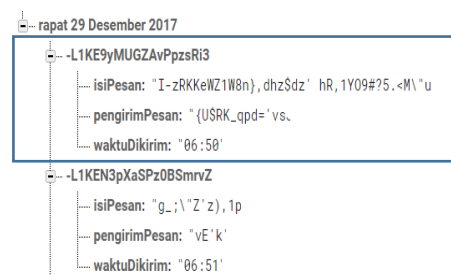 rapat 29 Desember 2017
-L1KE9yMUGZAvPpzsRi3
isiPesan: "I-zRKKeWZ1W8n},dhz$dz' hR,1YO9#?5.<M\"u
pengirimPesan: "{U$RK_qpd='vs
waktuDikirim: "06:50'
-L1KEN3pXaSPz0BSmrvZ
isiPesan: "g_;\"Z'z),1p
pengirimPesan: "vE'k'
waktuDikirim: "06:51'